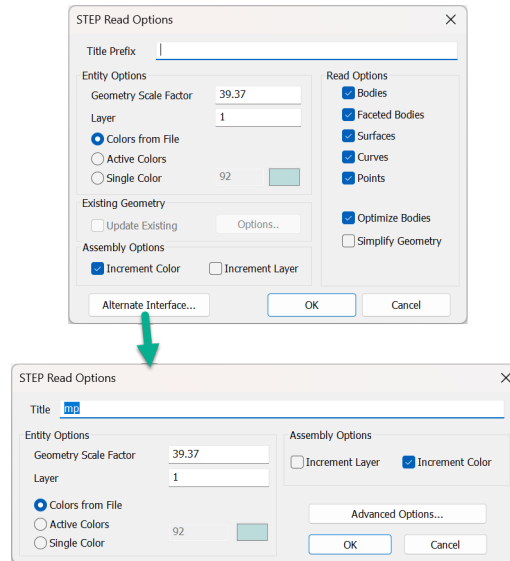 STEP Read Options
Title Prefix
Entity Options
Geometry Scale Factor 39.37
Layer 1
Colors from File
Active Colors
Single Color 92
Existing Geometry
Update Existing Options..
Assembly Options
Increment Color Increment Layer
Read Options
Bodies
Faceted Bodies
Surfaces
Curves
Points
Optimize Bodies
Simplify Geometry
Alternate Interface... OK Cancel
STEP Read Options
Title mp
Entity Options
Geometry Scale Factor 39.37
Layer 1
Colors from File
Active Colors
Single Color 92
Assembly Options
Increment Layer Increment Color
Advanced Options...
OK Cancel